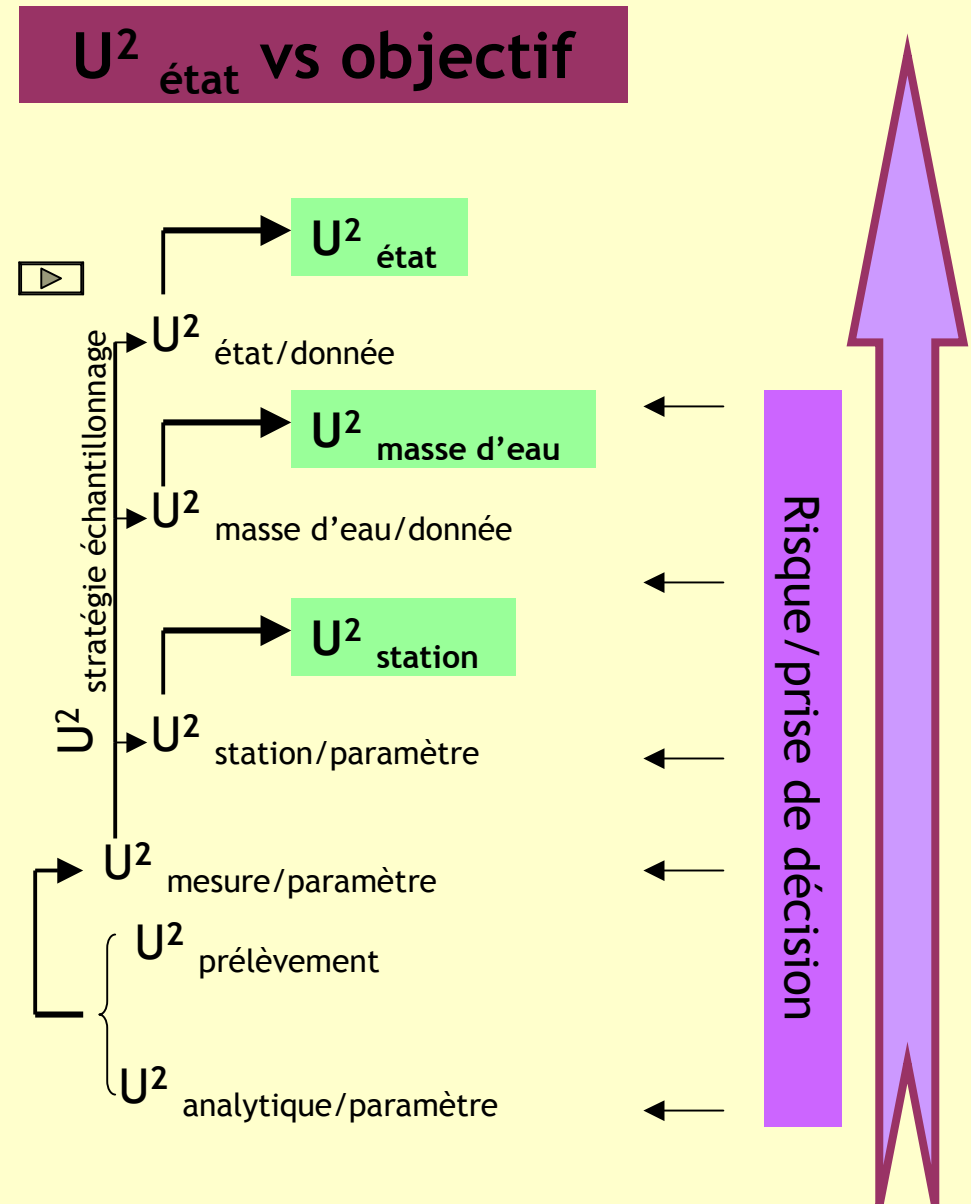 U² état vs objectif
U² état
U² état/donnée
U² masse d’eau
U² masse d’eau/donnée
U² station
U² station/paramètre
U² stratégie échantillonnage
U² mesure/paramètre
U² prélèvement
U² analytique/paramètre
Risque/prise de décision